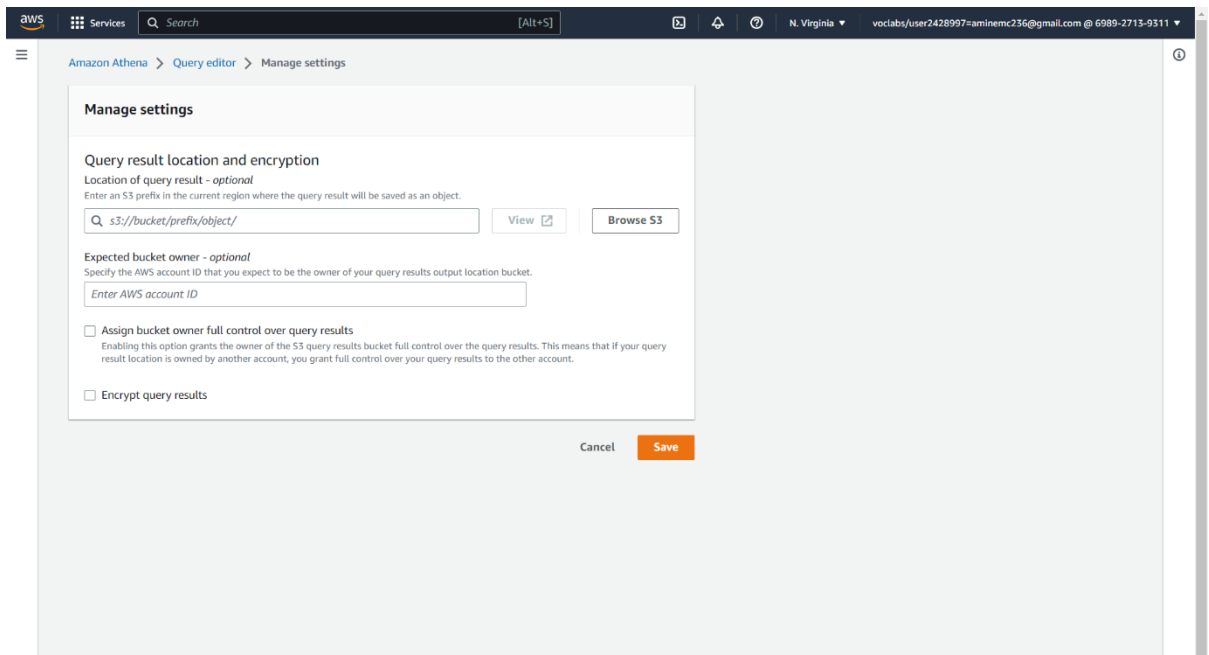 aws
Services
Search
[Alt+S]
N. Virginia ▼
voclabs/user2428997=aminemc236@gmail.com @ 6989-2713-9311 ▼
Amazon Athena > Query editor > Manage settings
Manage settings
Query result location and encryption
Location of query result - optional
Enter an S3 prefix in the current region where the query result will be saved as an object.
s3://bucket/prefix/object/
View
Browse S3
Expected bucket owner - optional
Specify the AWS account ID that you expect to be the owner of your query results output location bucket.
Enter AWS account ID
Assign bucket owner full control over query results
Enabling this option grants the owner of the S3 query results bucket full control over the query results. This means that if your query
result location is owned by another account, you grant full control over your query results to the other account.
Encrypt query results
Cancel
Save